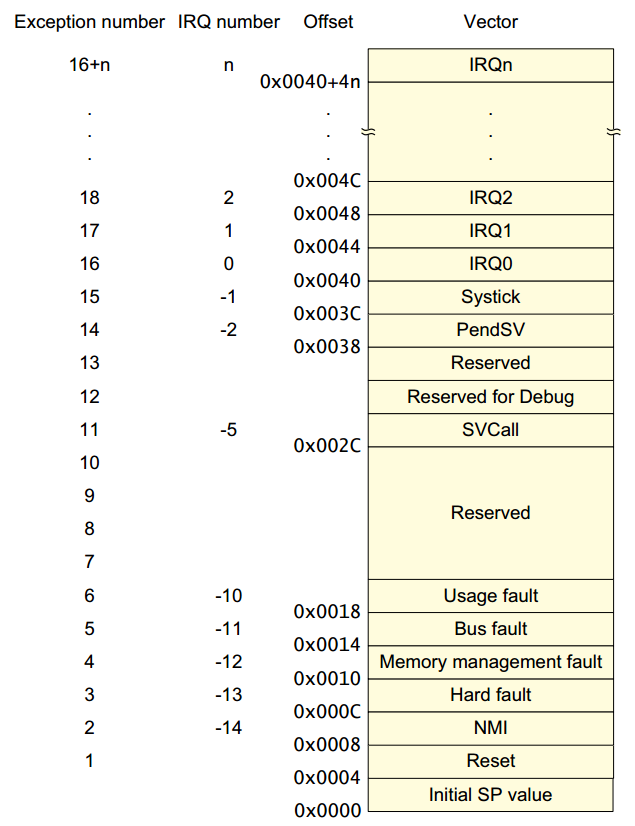 Exception number IRQ number Offset Vector
16+n n IRQn
0x0040+4n
. . .
. . .
. . .
0x004C
18 2 IRQ2
0x0048
17 1 IRQ1
0x0044
16 0 IRQ0
0x0040
15 -1 Systick
0x003C
14 -2 PendSV
0x0038
13 Reserved
12 Reserved for Debug
11 -5 SVCall
0x002C
10
9
Reserved
8
7
6 -10 Usage fault
0x0018
5 -11 Bus fault
0x0014
4 -12 Memory management fault
0x0010
3 -13 Hard fault
0x000C
2 -14 NMI
0x0008
1 Reset
0x0004
Initial SP value
0x0000